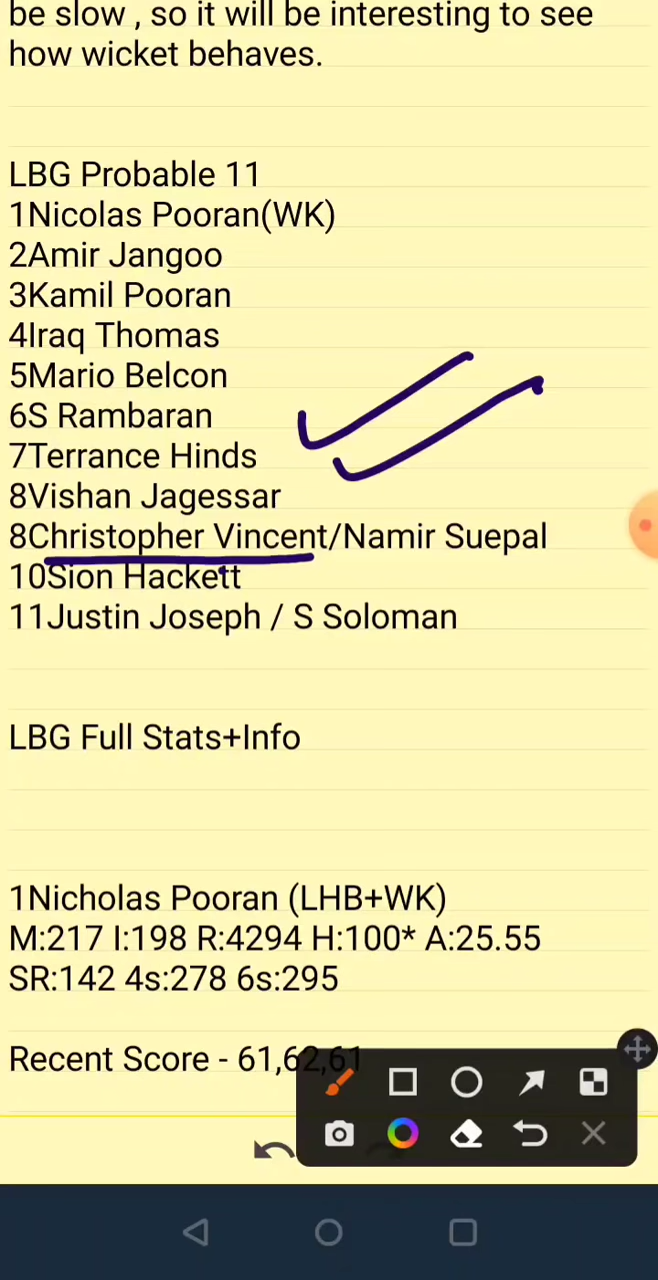 be slow , so it will be interesting to see
how wicket behaves.
LBG Probable 11
1Nicolas Pooran(WK)
2Amir Jangoo
3Kamil Pooran
4Iraq Thomas
5Mario Belcon
6S Rambaran
7Terrance Hinds
8Vishan Jagessar
8Christopher Vincent/Namir Suepal
10Sion Hackett
11Justin Joseph / S Soloman
LBG Full Stats+Info
1Nicholas Pooran (LHB+WK)
M:217 I:198 R:4294 H:100* A:25.55
SR:142 4s:278 6s:295
Recent Score - 61,62,61